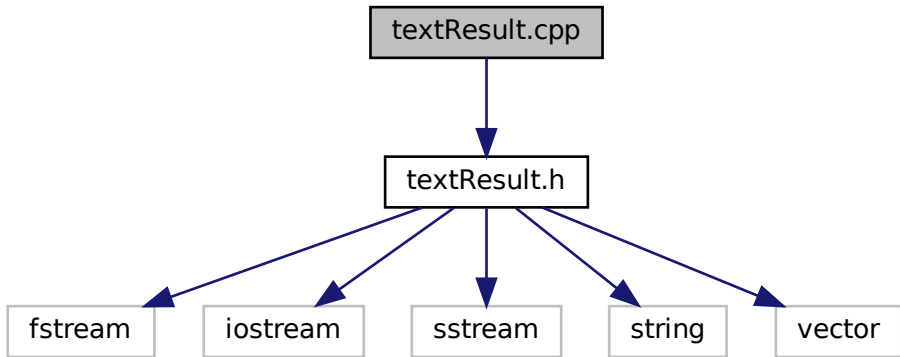 textResult.cpp
textResult.h
fstream
iostream
sstream
string
vector